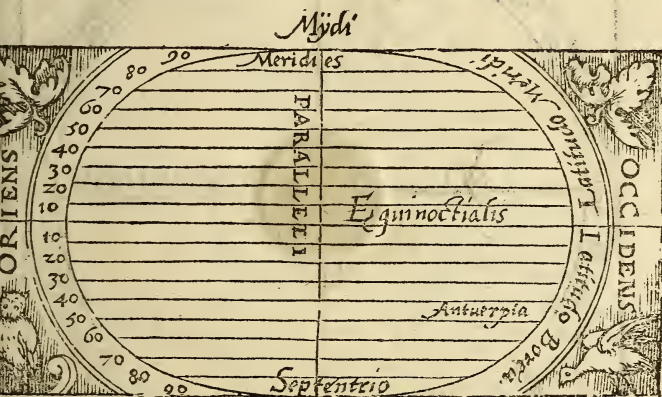 Mÿdi
Meridies
90
80
70
60
50
40
30
20
10
10
20
30
40
50
60
70
80
90
ORIENS
PARALLELI
Equinoctialis
Antuerpia
Septentrio
Latitudo Meridi.
Latitudo Borea.
OCCIDENS